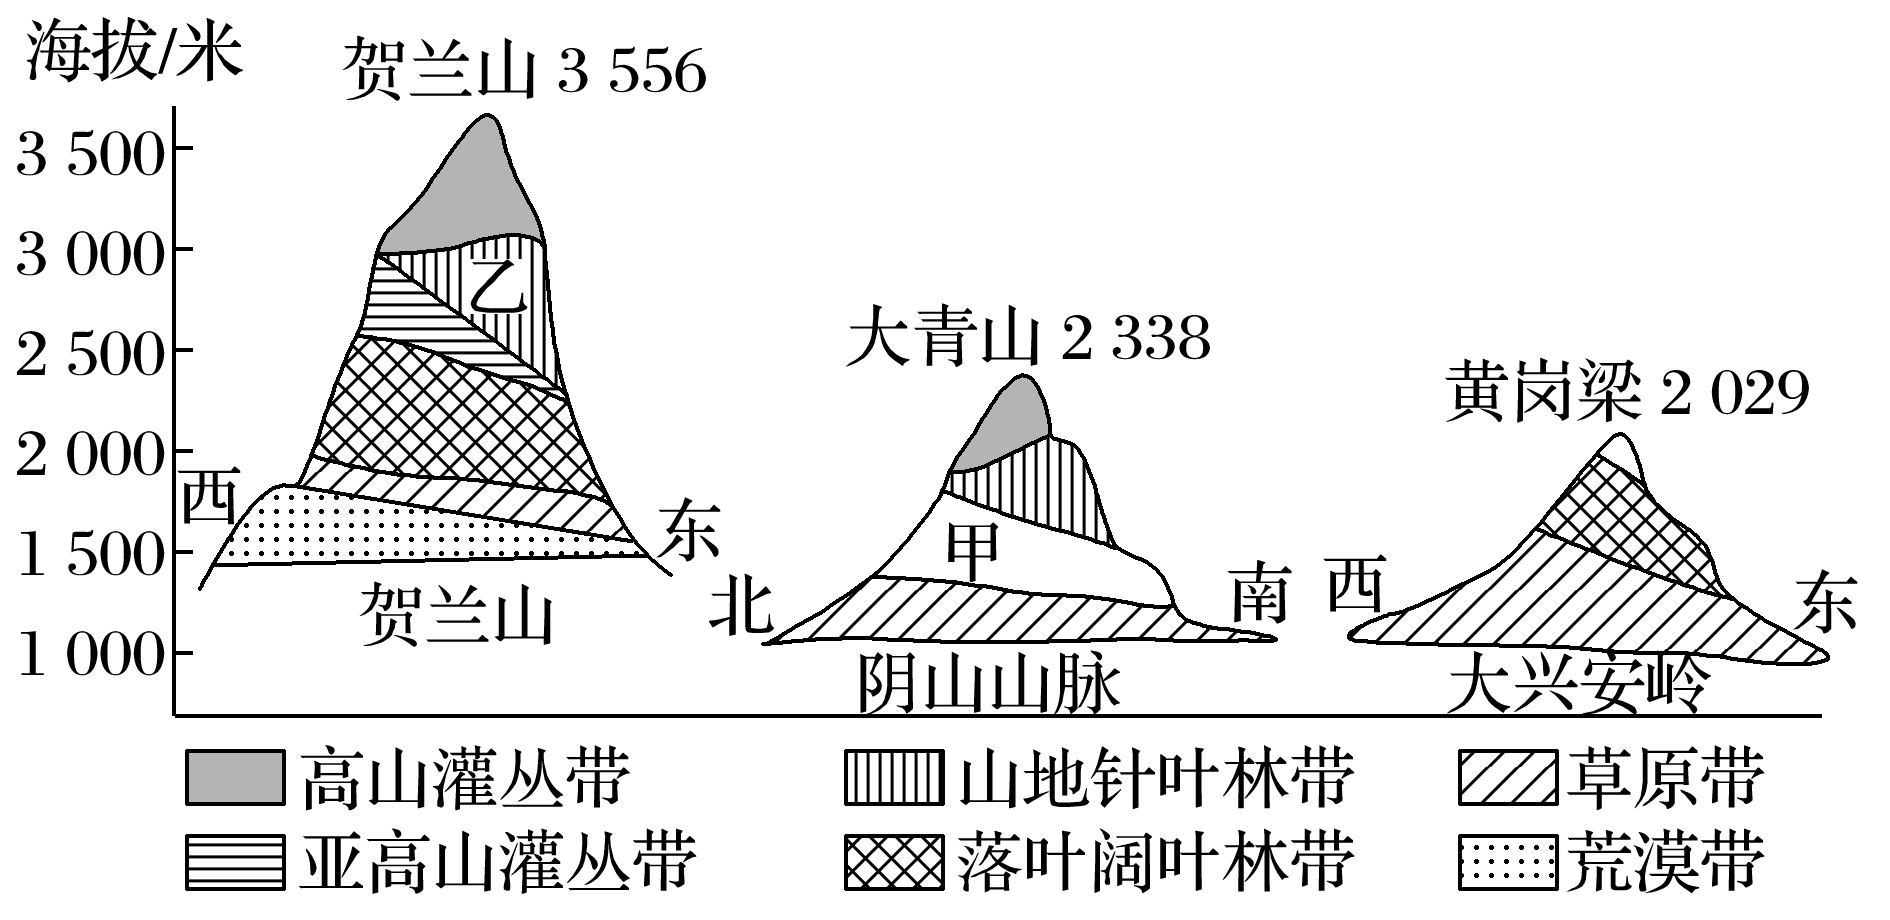 海拔/米
贺兰山 3 556
3 500
3 000
2 500
2 000
1 500
1 000
乙
西
东
贺兰山
大青山 2 338
甲
北
南
阴山山脉
黄岗梁 2 029
西
东
大兴安岭
高山灌丛带
山地针叶林带
草原带
亚高山灌丛带
落叶阔叶林带
荒漠带